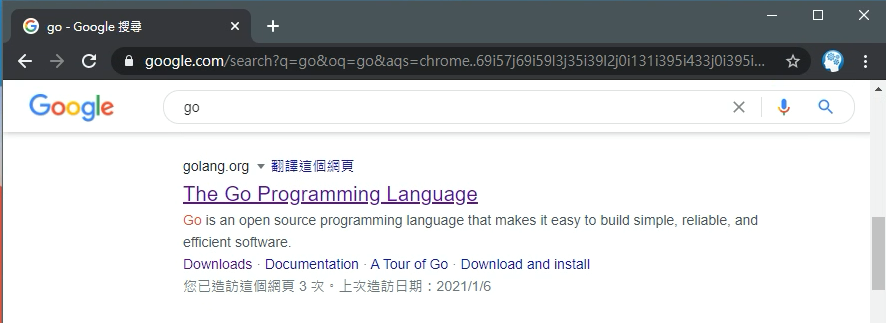 go - Google 搜尋
google.com/search?q=go&oq=go&aqs=chrome..69i57j69i59l3j35i39l2j0i131i395i433j0i395i...
Google
go
golang.org 翻譯這個網頁
The Go Programming Language
Go is an open source programming language that makes it easy to build simple, reliable, and
efficient software.
Downloads · Documentation · A Tour of Go · Download and install
您已造訪這個網頁 3 次。上次造訪日期：2021/1/6